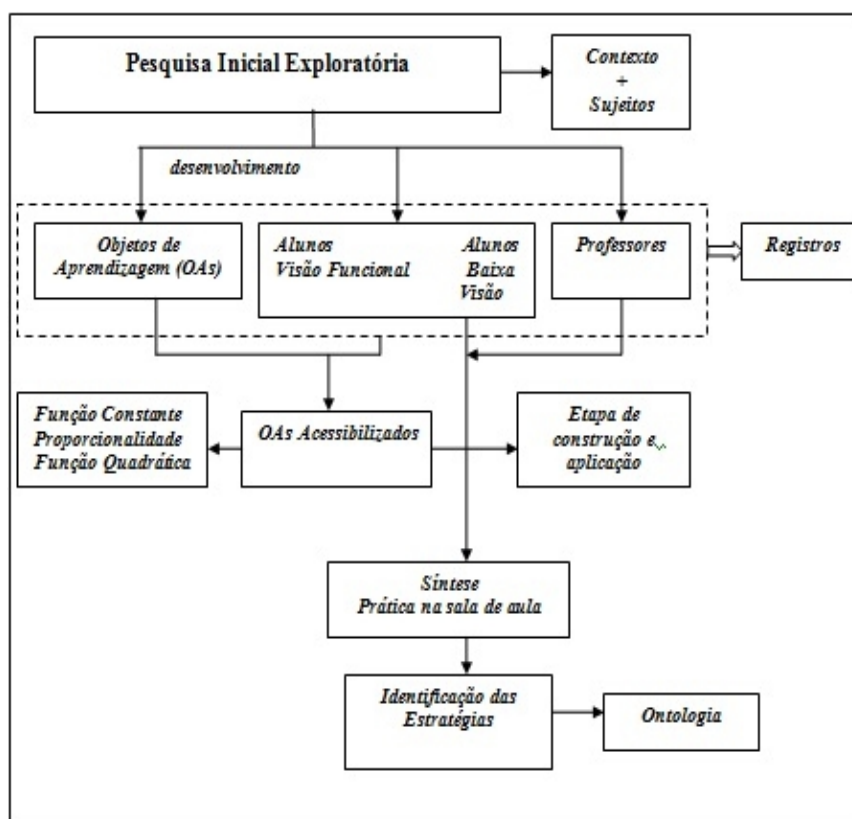 Pesquisa Inicial Exploratória
Contexto
+
Sujeitos
desenvolvimento
Objetos de
Aprendizagem (OAs)
Alunos
Visão Funcional
Alunos
Baixa
Visão
Professores
Registros
Função Constante
Proporcionalidade
Função Quadrática
OAs Acessibilizados
Etapa de
construção e
aplicação
Síntese
Prática na sala de aula
Identificação das
Estratégias
Ontologia